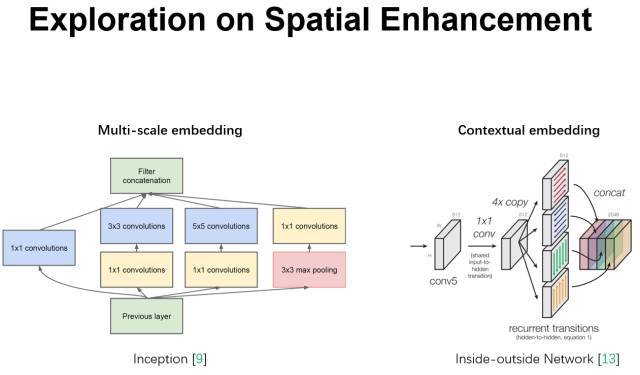 Exploration on Spatial Enhancement
Multi-scale embedding
Filter
concatenation
3x3 convolutions
5x5 convolutions
1x1 convolutions
1x1 convolutions
1x1 convolutions
1x1 convolutions
3x3 max pooling
Previous layer
Inception [9]
Contextual embedding
512
4x copy
concat
W
512
1x1
conv
512
2048
H
(shared
input-to-
hidden
transition)
conv5
recurrent transitions
(hidden-to-hidden, equation 1)
Inside-outside Network [13]